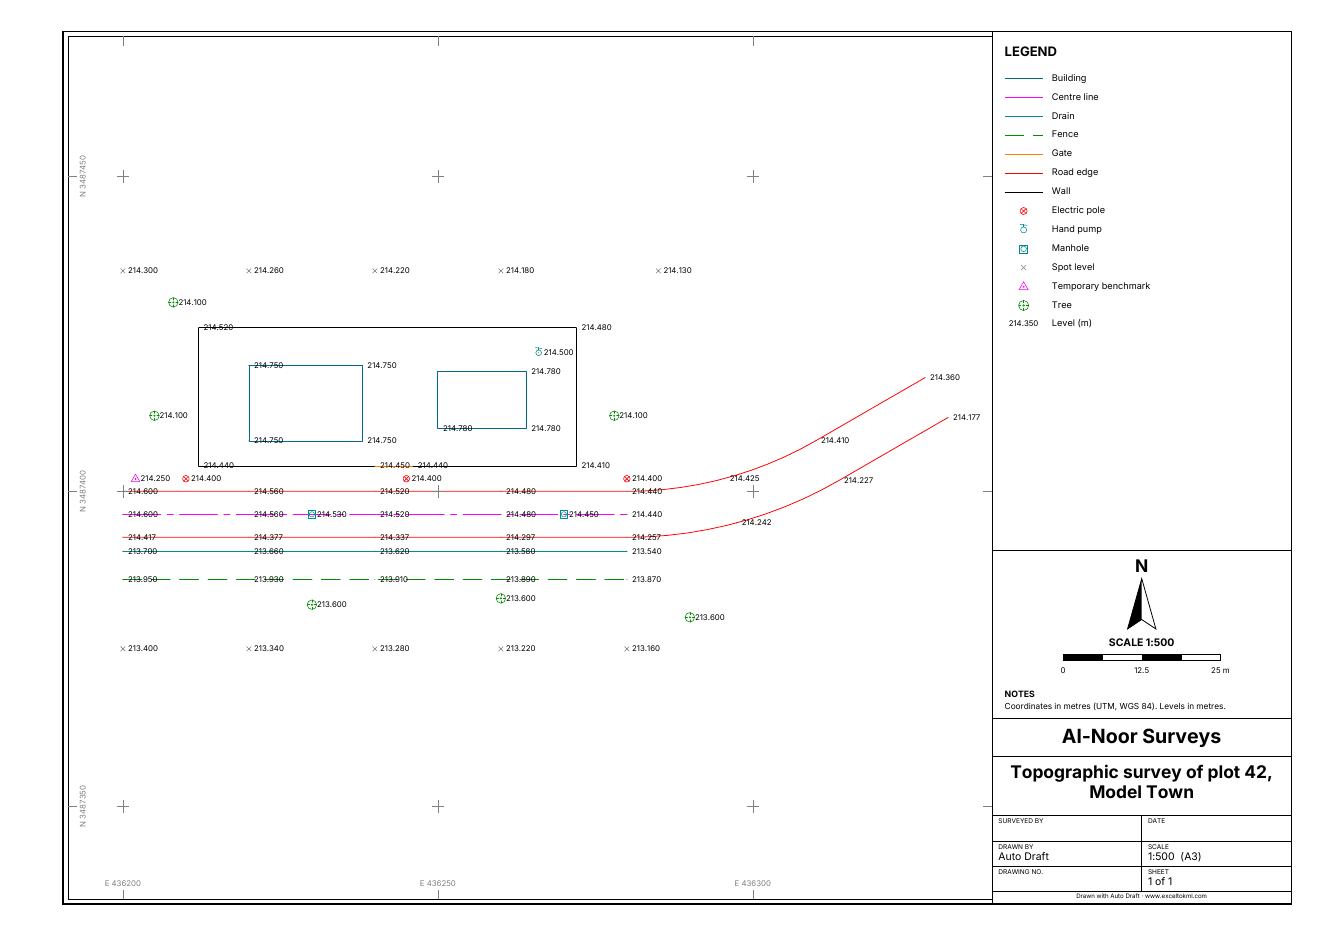 LEGEND
Building
Centre line
Drain
Fence
Gate
Road edge
Wall
Electric pole
Hand pump
Manhole
Spot level
Temporary benchmark
Tree
214.350 Level (m)
N 3487450
214.300 214.260 214.220 214.180 214.130
214.100
214.520 214.480
214.500
214.750 214.750 214.780
214.360
214.100 214.100 214.177
214.780 214.780
214.750 214.750 214.410
214.440 214.450 214.440 214.410
214.250 214.400 214.400 214.400 214.425 214.227
N 3487400
214.600 214.560 214.520 214.480 214.440
214.600 214.560 214.530 214.520 214.480 214.450 214.440
214.242
214.417 214.377 214.337 214.297 214.257
213.700 213.660 213.620 213.580 213.540
213.950 213.930 213.910 213.890 213.870
213.600 213.600
213.600
213.400 213.340 213.280 213.220 213.160
N 3487350
E 436200 E 436250 E 436300
N
SCALE 1:500
0 12.5 25 m
NOTES
Coordinates in metres (UTM, WGS 84). Levels in metres.
Al-Noor Surveys
Topographic survey of plot 42,
Model Town
SURVEYED BY DATE
DRAWN BY SCALE
Auto Draft 1:500 (A3)
DRAWING NO. SHEET
1 of 1
Drawn with Auto Draft · www.exceltokml.com